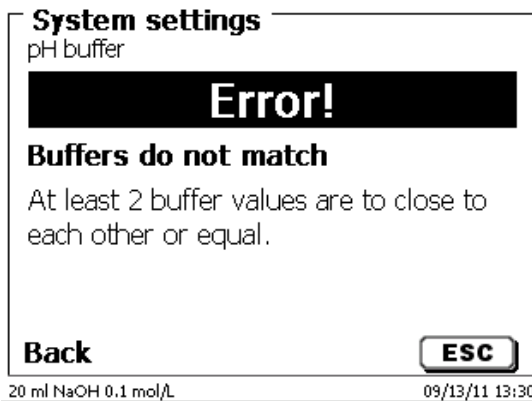 System settings
pH buffer
Error!
Buffers do not match
At least 2 buffer values are to close to
each other or equal.
Back ESC
20 ml NaOH 0.1 mol/L 09/13/11 13:30